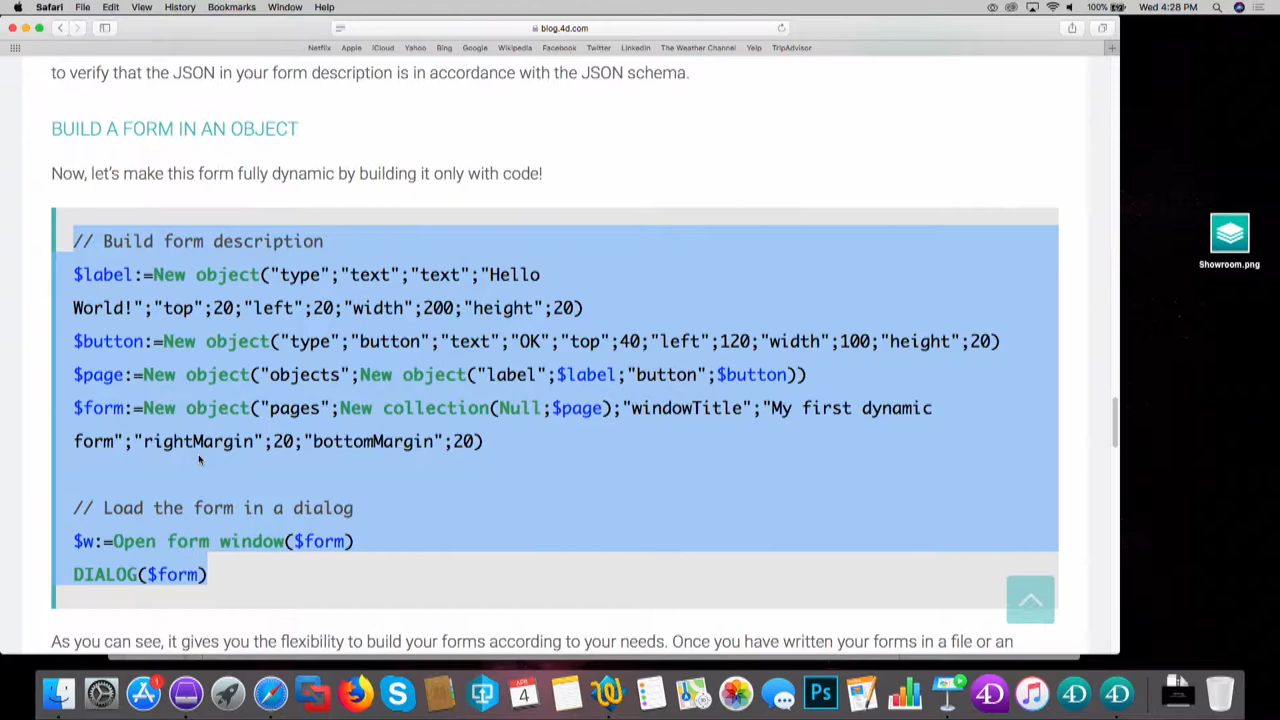 Safari File Edit View History Bookmarks Window Help 100% Wed 4:28 PM
blog.4d.com
Netflix Apple iCloud Yahoo Bing Google Wikipedia Facebook Twitter LinkedIn The Weather Channel Yelp TripAdvisor
to verify that the JSON in your form description is in accordance with the JSON schema.
BUILD A FORM IN AN OBJECT
Now, let's make this form fully dynamic by building it only with code!
// Build form description
$label:=New object("type";"text";"text";"Hello
World!";"top";20;"left";20;"width";200;"height";20)
$button:=New object("type";"button";"text";"OK";"top";40;"left";120;"width";100;"height";20)
$page:=New object("objects";New object("label";$label;"button";$button))
$form:=New object("pages";New collection(Null;$page);"windowTitle";"My first dynamic
form";"rightMargin";20;"bottomMargin";20)
// Load the form in a dialog
$w:=Open form window($form)
DIALOG($form)
As you can see, it gives you the flexibility to build your forms according to your needs. Once you have written your forms in a file or an
Showroom.png
1
APR
4
Ps
4D
4D
4D